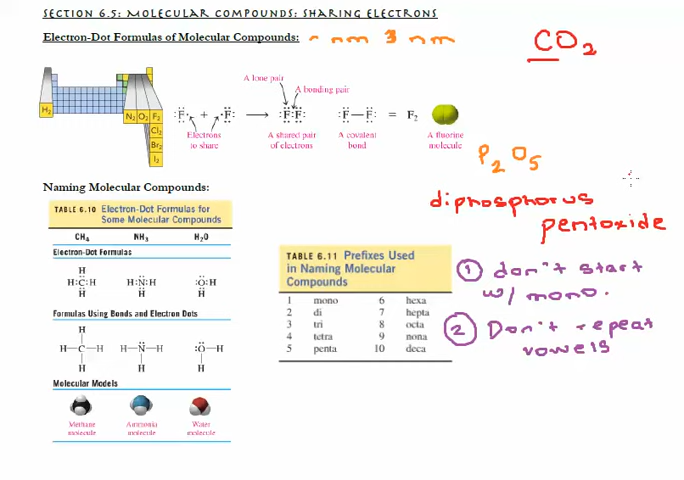 SECTION 6.5: MOLECULAR COMPOUNDS: SHARING ELECTRONS
Electron-Dot Formulas of Molecular Compounds: nm 3 nm
CO2
A lone pair
A bonding pair
H2
N2 O2 F2
Cl2
Br2
I2
:F· + ·F: → :F:F: :F—F: = F2
Electrons to share
A shared pair of electrons
A covalent bond
A fluorine molecule
P2O5
diphosphorus
pentoxide
Naming Molecular Compounds:
TABLE 6.10 Electron-Dot Formulas for
Some Molecular Compounds
CH4 NH3 H2O
Electron-Dot Formulas
H H:C:H H
H:N:H H
:O:H H
Formulas Using Bonds and Electron Dots
H H—C—H H
H—N—H H
:O—H H
Molecular Models
Methane molecule
Ammonia molecule
Water molecule
TABLE 6.11 Prefixes Used
in Naming Molecular
Compounds
1 mono 6 hexa
2 di 7 hepta
3 tri 8 octa
4 tetra 9 nona
5 penta 10 deca
1 don't start
w/ mono.
2 Don't repeat
vowels